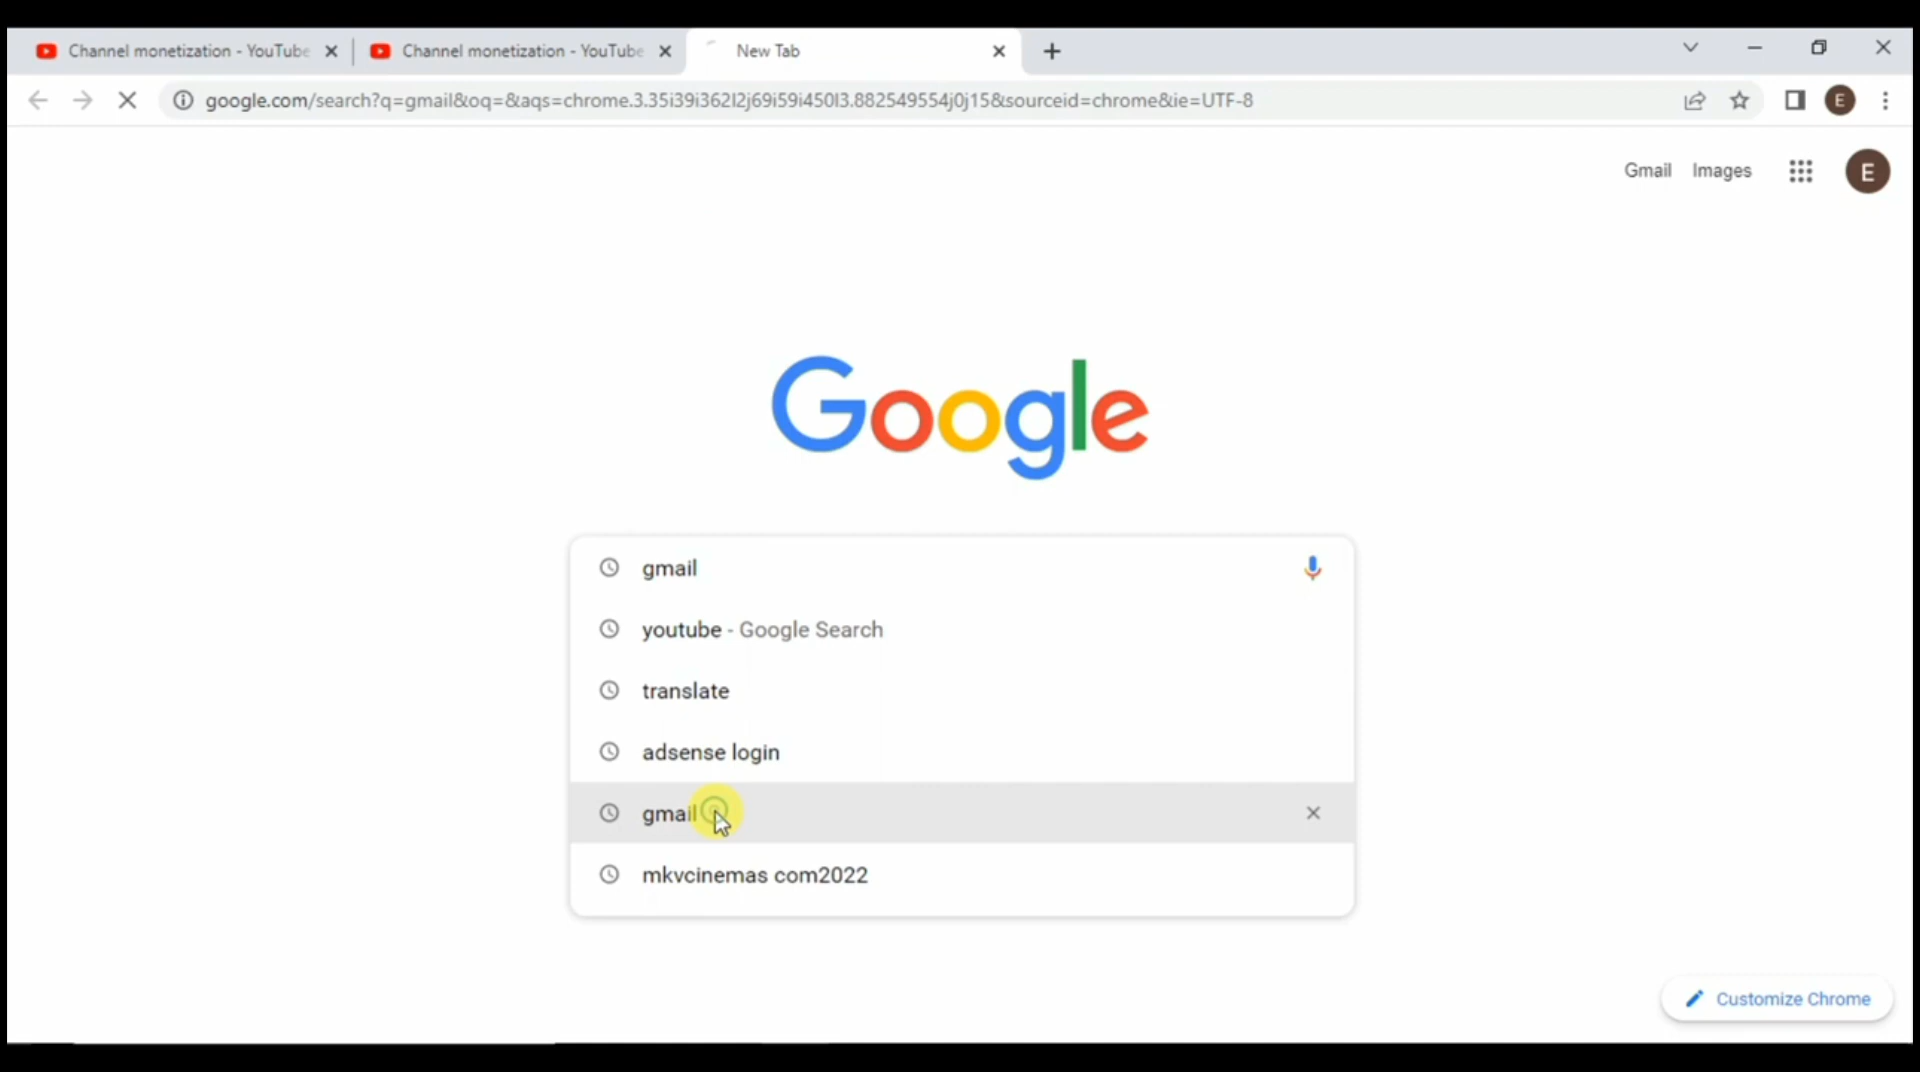 Channel monetization - YouTube
Channel monetization - YouTube
New Tab
google.com/search?q=gmail&oq=&aqs=chrome.3.35i39i362l2j69i59i450l3.882549554j0j15&sourceid=chrome&ie=UTF-8
E
Gmail Images
E
Google
gmail
youtube - Google Search
translate
adsense login
gmail
mkvcinemas com2022
Customize Chrome